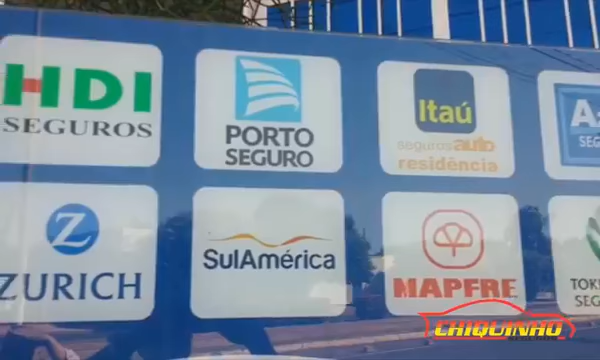 HDI
SEGUROS
PORTO
SEGURO
Itaú
seguros auto
residência
ZURICH
SulAmérica
MAPFRE
CHIQUINHO